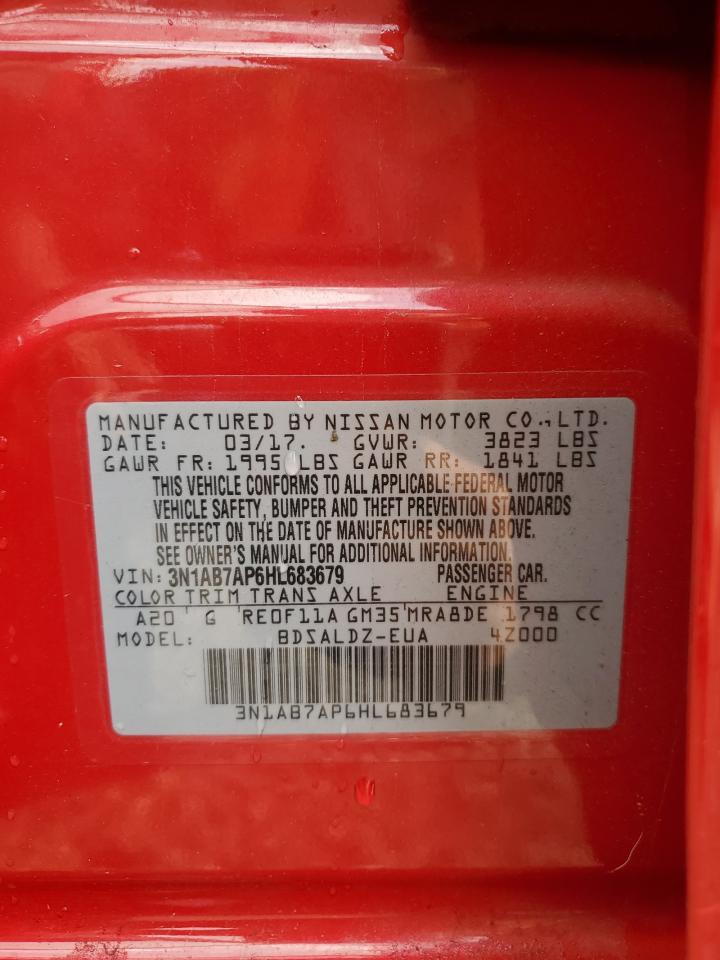 MANUFACTURED BY NISSAN MOTOR CO., LTD.
DATE: 03/17. GVWR: 3823 LBS
GAWR FR: 1995 LBS GAWR RR: 1841 LBS
THIS VEHICLE CONFORMS TO ALL APPLICABLE FEDERAL MOTOR
VEHICLE SAFETY, BUMPER AND THEFT PREVENTION STANDARDS
IN EFFECT ON THE DATE OF MANUFACTURE SHOWN ABOVE.
SEE OWNER'S MANUAL FOR ADDITIONAL INFORMATION.
VIN: 3N1AB7AP6HL683679 PASSENGER CAR.
COLOR TRIM TRANS AXLE ENGINE
A20 G RE0F11A GM35 MRA8DE 1798 CC
MODEL: BDSALDZ-EUA 4Z000
3N1AB7AP6HL683679